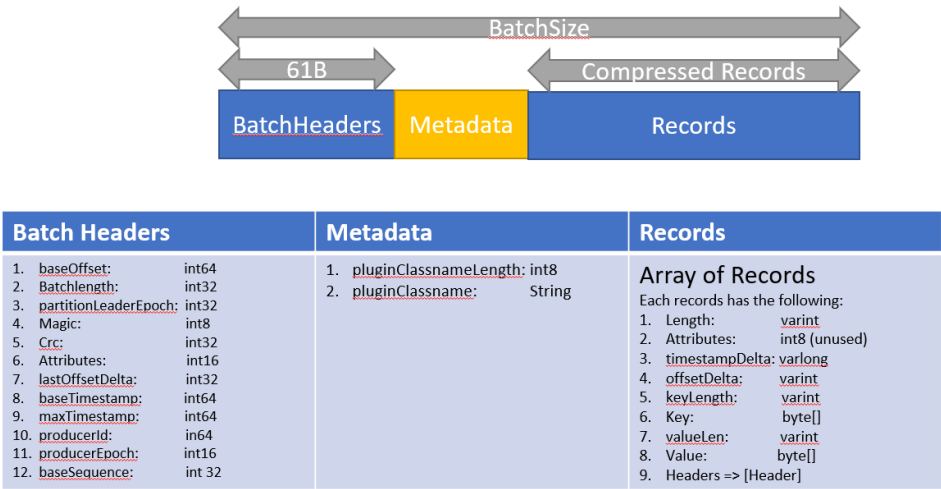 BatchSize
61B
Compressed Records
BatchHeaders
Metadata
Records
Batch Headers
Metadata
Records
1. baseOffset: int64
2. Batchlength: int32
3. partitionLeaderEpoch: int32
4. Magic: int8
5. Crc: int32
6. Attributes: int16
7. lastOffsetDelta: int32
8. baseTimestamp: int64
9. maxTimestamp: int64
10. producerId: in64
11. producerEpoch: int16
12. baseSequence: int 32
1. pluginClassnameLength: int8
2. pluginClassname: String
Array of Records
Each records has the following:
1. Length: varint
2. Attributes: int8 (unused)
3. timestampDelta: varlong
4. offsetDelta: varint
5. keyLength: varint
6. Key: byte[]
7. valueLen: varint
8. Value: byte[]
9. Headers => [Header]